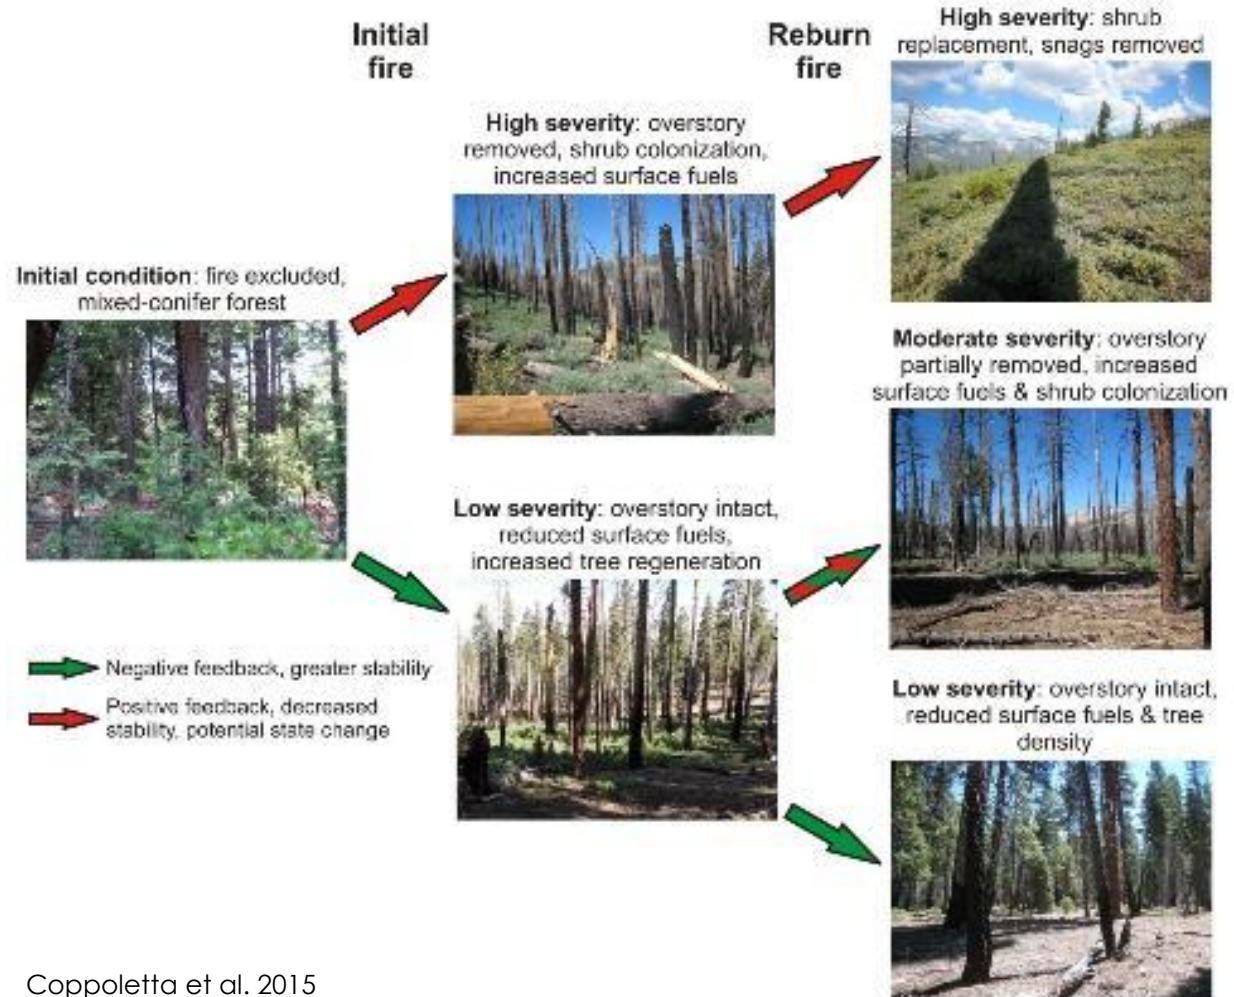 Initial
fire
Reburn
fire
High severity: shrub
replacement, snags removed
High severity: overstory
removed, shrub colonization,
increased surface fuels
Initial condition: fire excluded,
mixed-conifer forest
Moderate severity: overstory
partially removed, increased
surface fuels & shrub colonization
Low severity: overstory intact,
reduced surface fuels,
increased tree regeneration
Negative feedback, greater stability
Positive feedback, decreased
stability, potential state change
Low severity: overstory intact,
reduced surface fuels & tree
density
Coppoletta et al. 2015